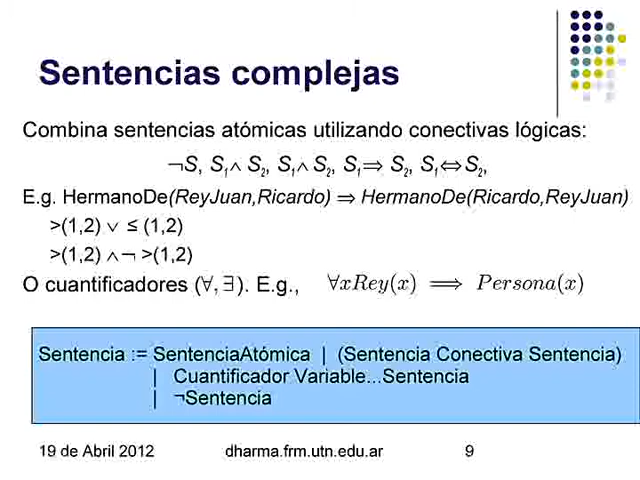 Sentencias complejas
Combina sentencias atómicas utilizando conectivas lógicas:
¬S, S₁∧ S₂, S₁∧ S₂, S₁⇒ S₂, S₁⇔S₂,
E.g. HermanoDe(ReyJuan,Ricardo) ⇒ HermanoDe(Ricardo,ReyJuan)
>(1,2) ∨ ≤ (1,2)
>(1,2) ∧¬ >(1,2)
O cuantificadores (∀,∃ ). E.g., ∀xRey(x) ⟹ Persona(x)
Sentencia := SentenciaAtómica | (Sentencia Conectiva Sentencia)
| Cuantificador Variable...Sentencia
| ¬Sentencia
19 de Abril 2012 dharma.frm.utn.edu.ar 9